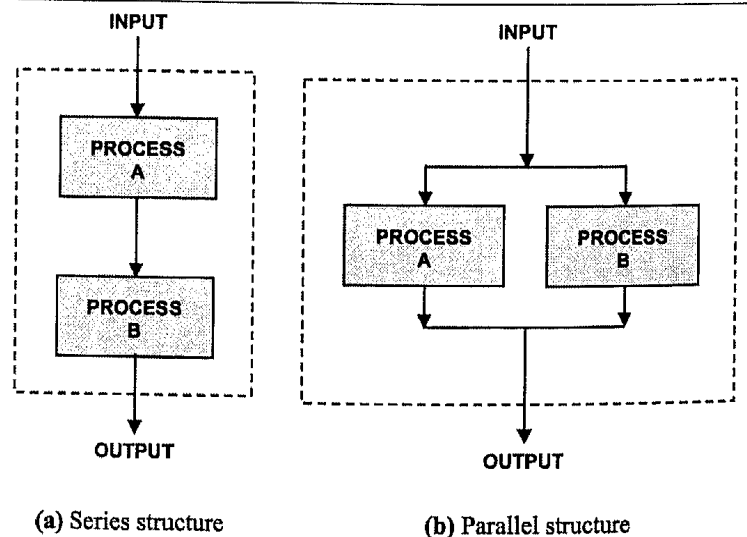 INPUT
PROCESS
A
PROCESS
B
OUTPUT
(a) Series structure
INPUT
PROCESS
A
PROCESS
B
OUTPUT
(b) Parallel structure